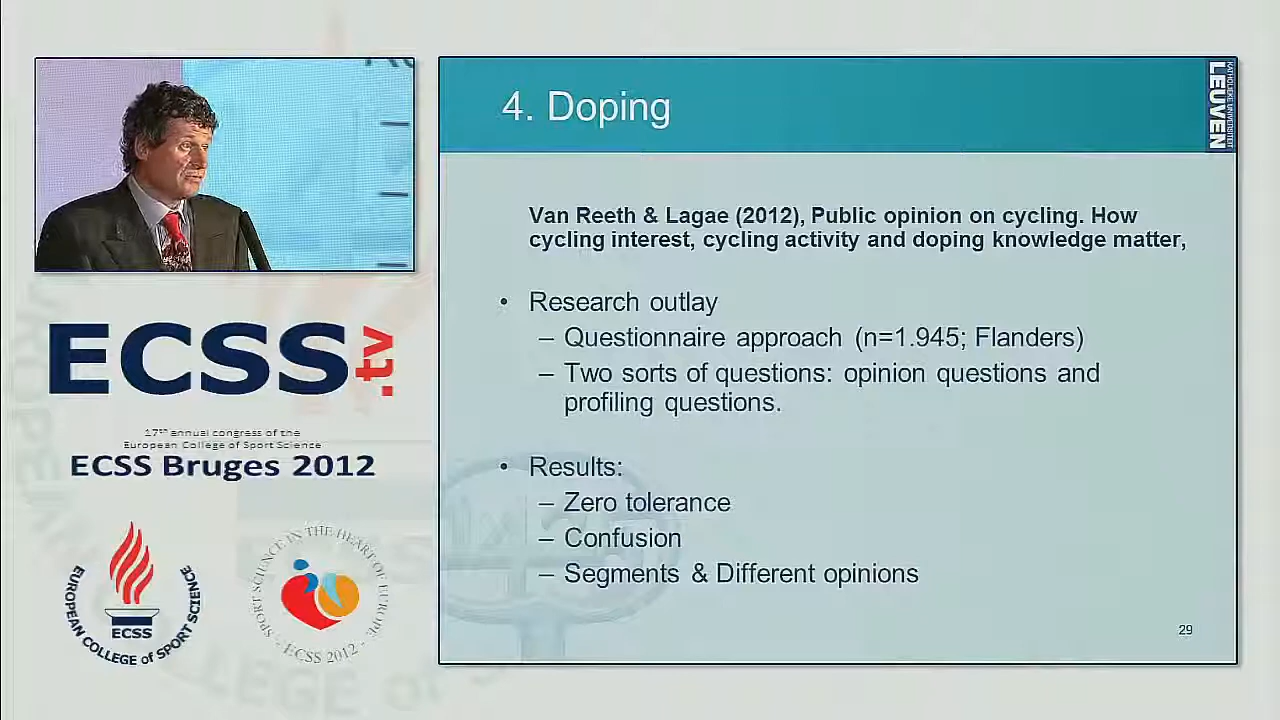 4. Doping
KATHOLIEKE UNIVERSITEIT
LEUVEN
Van Reeth & Lagae (2012), Public opinion on cycling. How
cycling interest, cycling activity and doping knowledge matter,
• Research outlay
– Questionnaire approach (n=1.945; Flanders)
– Two sorts of questions: opinion questions and
profiling questions.
• Results:
– Zero tolerance
– Confusion
– Segments & Different opinions
29
ECSS.tv
17th annual congress of the
European College of Sport Science
ECSS Bruges 2012
EUROPEAN COLLEGE of SPORT SCIENCE
ECSS
SPORT SCIENCE IN THE HEART OF EUROPE
- ECSS 2012 -